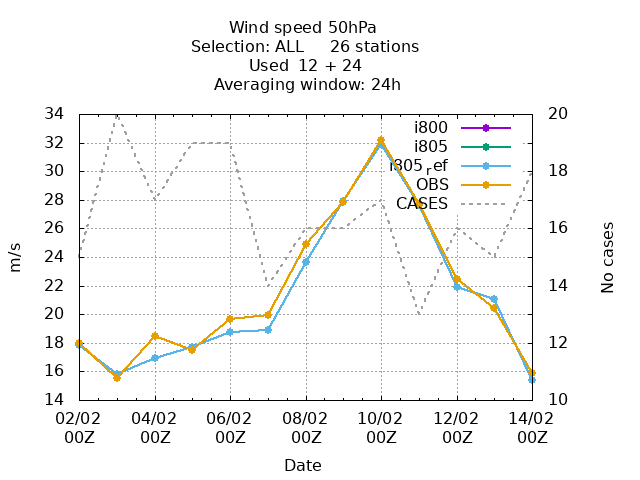 Wind speed 50hPa
Selection: ALL 26 stations
Used 12 + 24
Averaging window: 24h
34
32
30
28
26
24
22
20
18
16
14
m/s
20
18
16
14
12
10
No cases
i800
i805
i805ref
OBS
CASES
02/02 04/02 06/02 08/02 10/02 12/02 14/02
00Z 00Z 00Z 00Z 00Z 00Z 00Z
Date